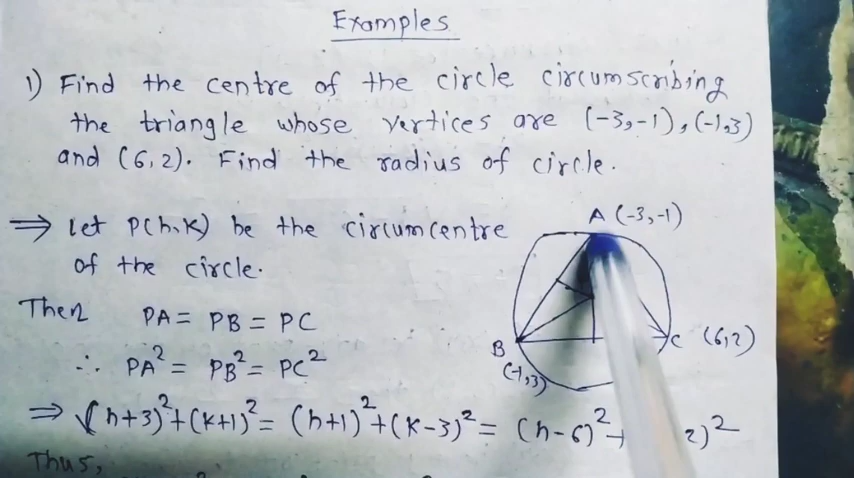 Examples
1) Find the centre of the circle circumscribing
the triangle whose vertices are (-3,-1), (-1,3)
and (6,2). Find the radius of circle.
⇒ Let P(h,K) be the circumcentre
of the circle.
A (-3,-1)
Then PA = PB = PC
∴ PA² = PB² = PC²
B
(-1,3)
C (6,2)
⇒ (h+3)²+(K+1)² = (h+1)²+(K-3)² = (h-6)²+ 2)²
Thus,